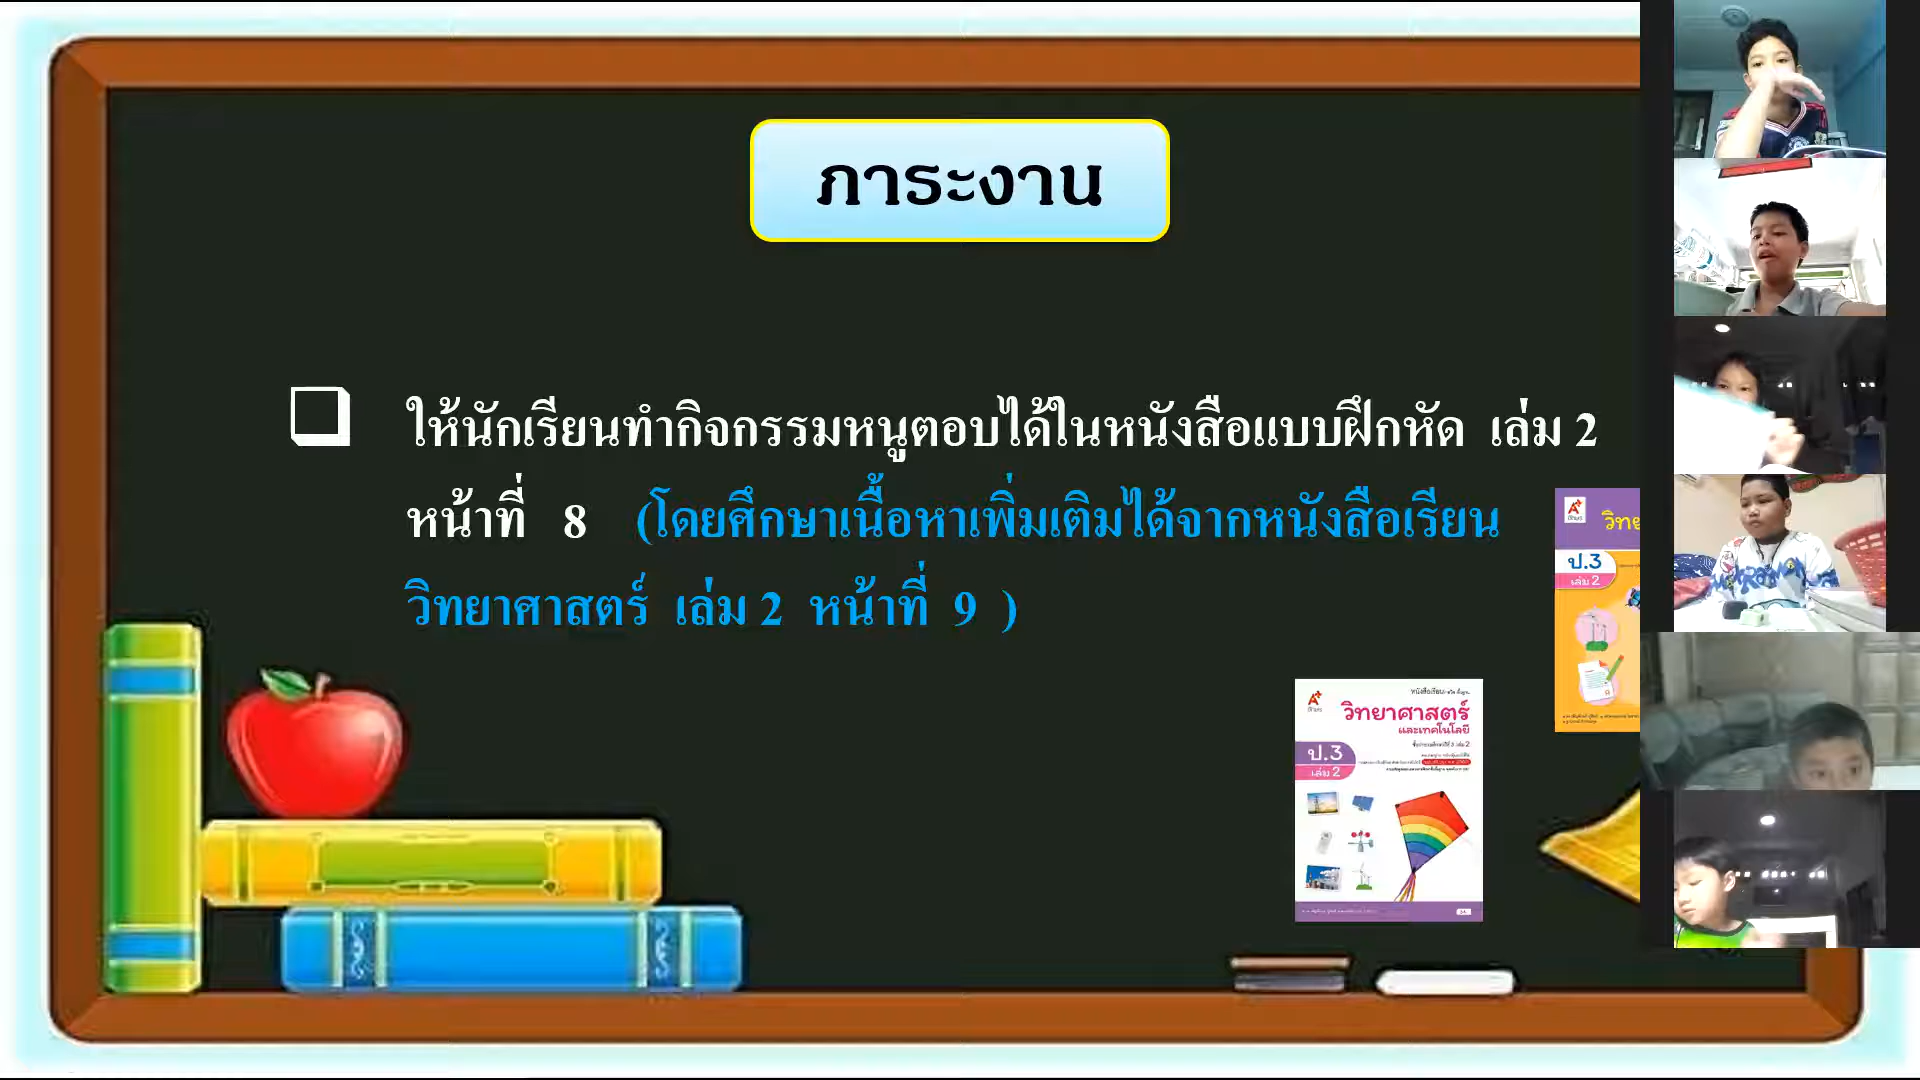 ภาระงาน
❑ ให้นักเรียนทำกิจกรรมหนูตอบได้ในหนังสือแบบฝึกหัด เล่ม 2
หน้าที่ 8 (โดยศึกษาเนื้อหาเพิ่มเติมได้จากหนังสือเรียน
วิทยาศาสตร์ เล่ม 2 หน้าที่ 9 )
ป.3
เล่ม 2
วิทยาศาสตร์
และเทคโนโลยี
ป.3
เล่ม 2